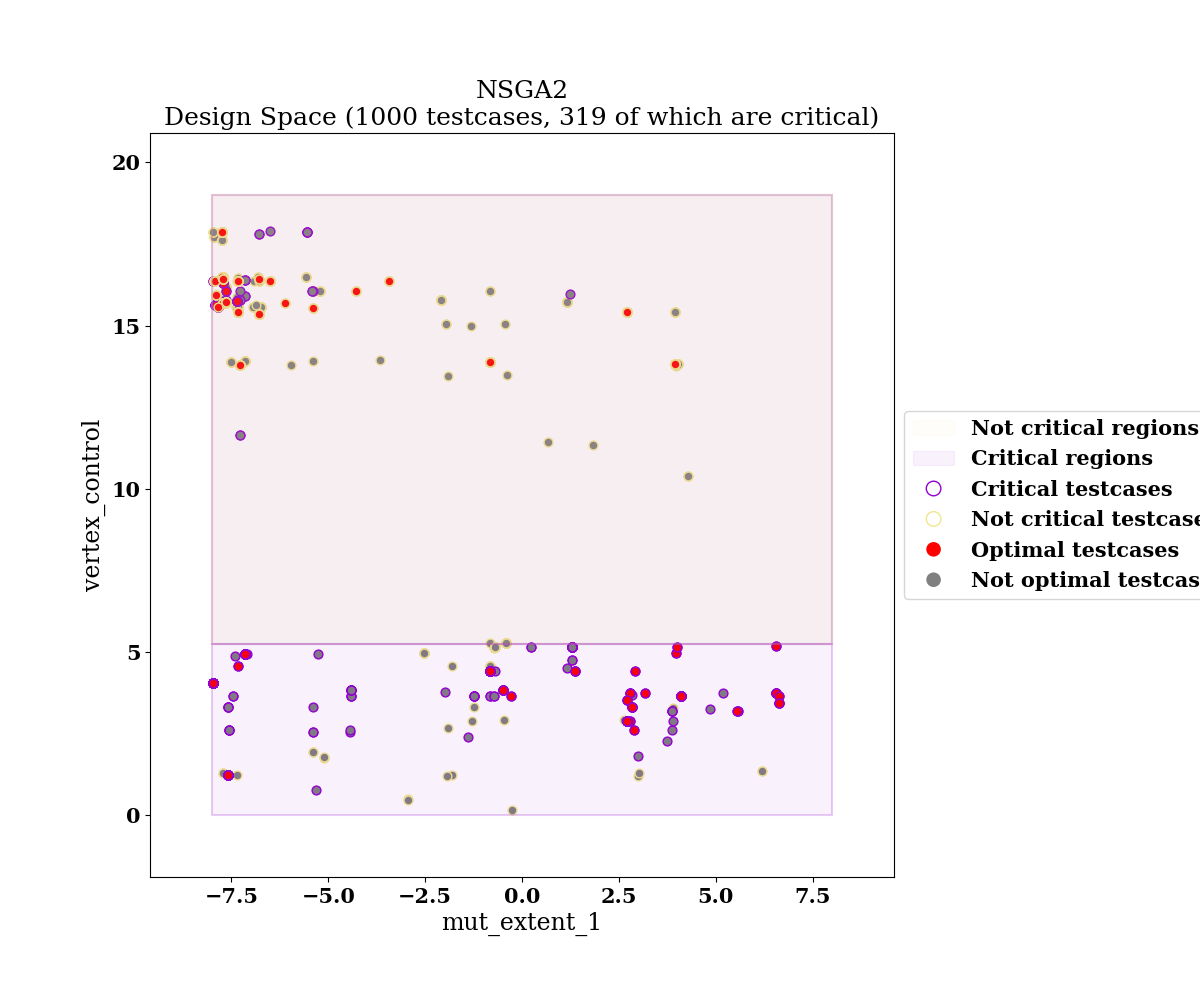 NSGA2
Design Space (1000 testcases, 319 of which are critical)
20
15
10
5
0
vertex_control
−7.5
−5.0
−2.5
0.0
2.5
5.0
7.5
mut_extent_1
Not critical regions
Critical regions
Critical testcases
Not critical testcase
Optimal testcases
Not optimal testcas